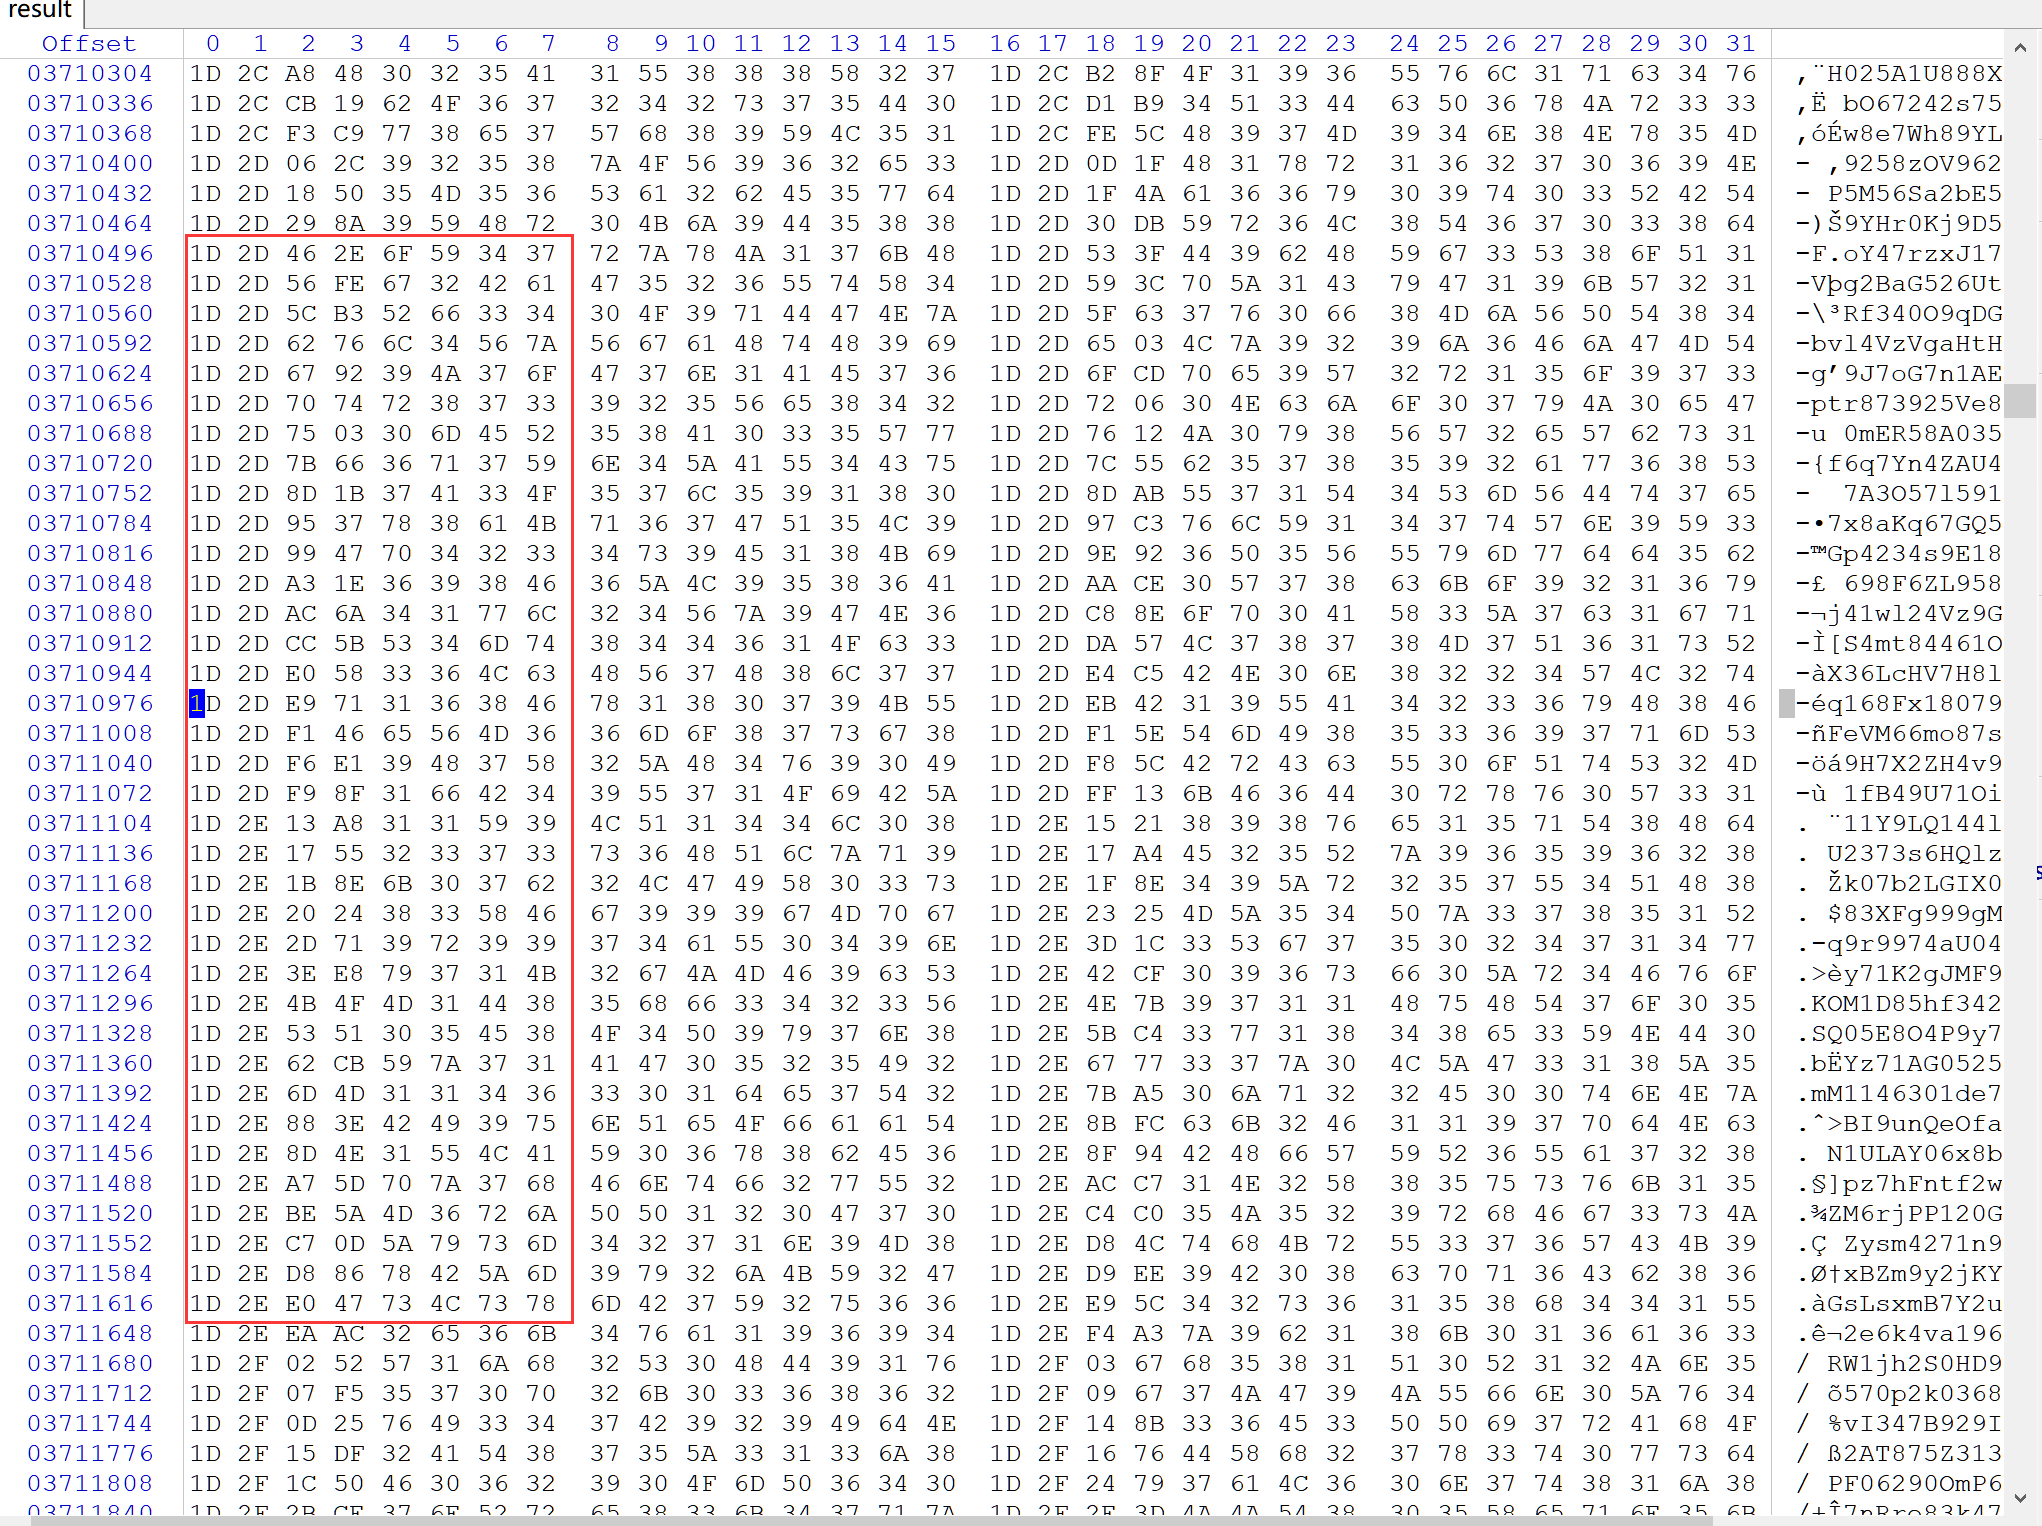 result
Offset 0 1 2 3 4 5 6 7 8 9 10 11 12 13 14 15 16 17 18 19 20 21 22 23 24 25 26 27 28 29 30 31
03710304 1D 2C A8 48 30 32 35 41 31 55 38 38 38 58 32 37 1D 2C B2 8F 4F 31 39 36 55 76 6C 31 71 63 34 76 ,¨H025A1U888X
03710336 1D 2C CB 19 62 4F 36 37 32 34 32 73 37 35 44 30 1D 2C D1 B9 34 51 33 44 63 50 36 78 4A 72 33 33 ,Ë bO67242s75
03710368 1D 2C F3 C9 77 38 65 37 57 68 38 39 59 4C 35 31 1D 2C FE 5C 48 39 37 4D 39 34 6E 38 4E 78 35 4D ,óÉw8e7Wh89YL
03710400 1D 2D 06 2C 39 32 35 38 7A 4F 56 39 36 32 65 33 1D 2D 0D 1F 48 31 78 72 31 36 32 37 30 36 39 4E - ,9258zOV962
03710432 1D 2D 18 50 35 4D 35 36 53 61 32 62 45 35 77 64 1D 2D 1F 4A 61 36 36 79 30 39 74 30 33 52 42 54 - P5M56Sa2bE5
03710464 1D 2D 29 8A 39 59 48 72 30 4B 6A 39 44 35 38 38 1D 2D 30 DB 59 72 36 4C 38 54 36 37 30 33 38 64 -)Š9YHr0Kj9D5
03710496 1D 2D 46 2E 6F 59 34 37 72 7A 78 4A 31 37 6B 48 1D 2D 53 3F 44 39 62 48 59 67 33 53 38 6F 51 31 -F.oY47rzxJ17
03710528 1D 2D 56 FE 67 32 42 61 47 35 32 36 55 74 58 34 1D 2D 59 3C 70 5A 31 43 79 47 31 39 6B 57 32 31 -Vþg2BaG526Ut
03710560 1D 2D 5C B3 52 66 33 34 30 4F 39 71 44 47 4E 7A 1D 2D 5F 63 37 76 30 66 38 4D 6A 56 50 54 38 34 -\³Rf340O9qDG
03710592 1D 2D 62 76 6C 34 56 7A 56 67 61 48 74 48 39 69 1D 2D 65 03 4C 7A 39 32 39 6A 36 46 6A 47 4D 54 -bvl4VzVgaHtH
03710624 1D 2D 67 92 39 4A 37 6F 47 37 6E 31 41 45 37 36 1D 2D 6F CD 70 65 39 57 32 72 31 35 6F 39 37 33 -g’9J7oG7n1AE
03710656 1D 2D 70 74 72 38 37 33 39 32 35 56 65 38 34 32 1D 2D 72 06 30 4E 63 6A 6F 30 37 79 4A 30 65 47 -ptr873925Ve8
03710688 1D 2D 75 03 30 6D 45 52 35 38 41 30 33 35 57 77 1D 2D 76 12 4A 30 79 38 56 57 32 65 57 62 73 31 -u 0mER58A035
03710720 1D 2D 7B 66 36 71 37 59 6E 34 5A 41 55 34 43 75 1D 2D 7C 55 62 35 37 38 35 39 32 61 77 36 38 53 -{f6q7Yn4ZAU4
03710752 1D 2D 8D 1B 37 41 33 4F 35 37 6C 35 39 31 38 30 1D 2D 8D AB 55 37 31 54 34 53 6D 56 44 74 37 65 - 7A3O57l591
03710784 1D 2D 95 37 78 38 61 4B 71 36 37 47 51 35 4C 39 1D 2D 97 C3 76 6C 59 31 34 37 74 57 6E 39 59 33 -•7x8aKq67GQ5
03710816 1D 2D 99 47 70 34 32 33 34 73 39 45 31 38 4B 69 1D 2D 9E 92 36 50 35 56 55 79 6D 77 64 64 35 62 -™Gp4234s9E18
03710848 1D 2D A3 1E 36 39 38 46 36 5A 4C 39 35 38 36 41 1D 2D AA CE 30 57 37 38 63 6B 6F 39 32 31 36 79 -£ 698F6ZL958
03710880 1D 2D AC 6A 34 31 77 6C 32 34 56 7A 39 47 4E 36 1D 2D C8 8E 6F 70 30 41 58 33 5A 37 63 31 67 71 -¬j41wl24Vz9G
03710912 1D 2D CC 5B 53 34 6D 74 38 34 34 36 31 4F 63 33 1D 2D DA 57 4C 37 38 37 38 4D 37 51 36 31 73 52 -Ì[S4mt84461O
03710944 1D 2D E0 58 33 36 4C 63 48 56 37 48 38 6C 37 37 1D 2D E4 C5 42 4E 30 6E 38 32 32 34 57 4C 32 74 -àX36LcHV7H8l
03710976 1D 2D E9 71 31 36 38 46 78 31 38 30 37 39 4B 55 1D 2D EB 42 31 39 55 41 34 32 33 36 79 48 38 46 -éq168Fx18079
03711008 1D 2D F1 46 65 56 4D 36 36 6D 6F 38 37 73 67 38 1D 2D F1 5E 54 6D 49 38 35 33 36 39 37 71 6D 53 -ñFeVM66mo87s
03711040 1D 2D F6 E1 39 48 37 58 32 5A 48 34 76 39 30 49 1D 2D F8 5C 42 72 43 63 55 30 6F 51 74 53 32 4D -öá9H7X2ZH4v9
03711072 1D 2D F9 8F 31 66 42 34 39 55 37 31 4F 69 42 5A 1D 2D FF 13 6B 46 36 44 30 72 78 76 30 57 33 31 -ù 1fB49U71Oi
03711104 1D 2E 13 A8 31 31 59 39 4C 51 31 34 34 6C 30 38 1D 2E 15 21 38 39 38 76 65 31 35 71 54 38 48 64 . ¨11Y9LQ144l
03711136 1D 2E 17 55 32 33 37 33 73 36 48 51 6C 7A 71 39 1D 2E 17 A4 45 32 35 52 7A 39 36 35 39 36 32 38 . U2373s6HQlz
03711168 1D 2E 1B 8E 6B 30 37 62 32 4C 47 49 58 30 33 73 1D 2E 1F 8E 34 39 5A 72 32 35 37 55 34 51 48 38 . Žk07b2LGIX0
03711200 1D 2E 20 24 38 33 58 46 67 39 39 39 67 4D 70 67 1D 2E 23 25 4D 5A 35 34 50 7A 33 37 38 35 31 52 . $83XFg999gM
03711232 1D 2E 2D 71 39 72 39 39 37 34 61 55 30 34 39 6E 1D 2E 3D 1C 33 53 67 37 35 30 32 34 37 31 34 77 .-q9r9974aU04
03711264 1D 2E 3E E8 79 37 31 4B 32 67 4A 4D 46 39 63 53 1D 2E 42 CF 30 39 36 73 66 30 5A 72 34 46 76 6F .>èy71K2gJMF9
03711296 1D 2E 4B 4F 4D 31 44 38 35 68 66 33 34 32 33 56 1D 2E 4E 7B 39 37 31 31 48 75 48 54 37 6F 30 35 .KOM1D85hf342
03711328 1D 2E 53 51 30 35 45 38 4F 34 50 39 79 37 6E 38 1D 2E 5B C4 33 77 31 38 34 38 65 33 59 4E 44 30 .SQ05E8O4P9y7
03711360 1D 2E 62 CB 59 7A 37 31 41 47 30 35 32 35 49 32 1D 2E 67 77 33 37 7A 30 4C 5A 47 33 31 38 5A 35 .bËYz71AG0525
03711392 1D 2E 6D 4D 31 31 34 36 33 30 31 64 65 37 54 32 1D 2E 7B A5 30 6A 71 32 32 45 30 30 74 6E 4E 7A .mM1146301de7
03711424 1D 2E 88 3E 42 49 39 75 6E 51 65 4F 66 61 61 54 1D 2E 8B FC 63 6B 32 46 31 31 39 37 70 64 4E 63 .ˆ>BI9unQeOfa
03711456 1D 2E 8D 4E 31 55 4C 41 59 30 36 78 38 62 45 36 1D 2E 8F 94 42 48 66 57 59 52 36 55 61 37 32 38 . N1ULAY06x8b
03711488 1D 2E A7 5D 70 7A 37 68 46 6E 74 66 32 77 55 32 1D 2E AC C7 31 4E 32 58 38 35 75 73 76 6B 31 35 .§]pz7hFntf2w
03711520 1D 2E BE 5A 4D 36 72 6A 50 50 31 32 30 47 37 30 1D 2E C4 C0 35 4A 35 32 39 72 68 46 67 33 73 4A .¾ZM6rjPP120G
03711552 1D 2E C7 0D 5A 79 73 6D 34 32 37 31 6E 39 4D 38 1D 2E D8 4C 74 68 4B 72 55 33 37 36 57 43 4B 39 .Ç Zysm4271n9
03711584 1D 2E D8 86 78 42 5A 6D 39 79 32 6A 4B 59 32 47 1D 2E D9 EE 39 42 30 38 63 70 71 36 43 62 38 36 .Ø†xBZm9y2jKY
03711616 1D 2E E0 47 73 4C 73 78 6D 42 37 59 32 75 36 36 1D 2E E9 5C 34 32 73 36 31 35 38 68 34 34 31 55 .àGsLsxmB7Y2u
03711648 1D 2E EA AC 32 65 36 6B 34 76 61 31 39 36 39 34 1D 2E F4 A3 7A 39 62 31 38 6B 30 31 36 61 36 33 .ê¬2e6k4va196
03711680 1D 2F 02 52 57 31 6A 68 32 53 30 48 44 39 31 76 1D 2F 03 67 68 35 38 31 51 30 52 31 32 4A 6E 35 / RW1jh2S0HD9
03711712 1D 2F 07 F5 35 37 30 70 32 6B 30 33 36 38 36 32 1D 2F 09 67 37 4A 47 39 4A 55 66 6E 30 5A 76 34 / õ570p2k0368
03711744 1D 2F 0D 25 76 49 33 34 37 42 39 32 39 49 64 4E 1D 2F 14 8B 33 36 45 33 50 50 69 37 72 41 68 4F / %vI347B929I
03711776 1D 2F 15 DF 32 41 54 38 37 35 5A 33 31 33 6A 38 1D 2F 16 76 44 58 68 32 37 78 33 74 30 77 73 64 / ß2AT875Z313
03711808 1D 2F 1C 50 46 30 36 32 39 30 4F 6D 50 36 34 30 1D 2F 24 79 37 61 4C 36 30 6E 37 74 38 31 6A 38 / PF06290OmP6
03711840 1D 2F 2B CE 37 6E 52 72 65 38 33 6B 34 37 71 7A 1D 2F 2E 3D 4A 4A 54 38 30 35 58 65 71 6E 35 6B /+Î7nRre83k47